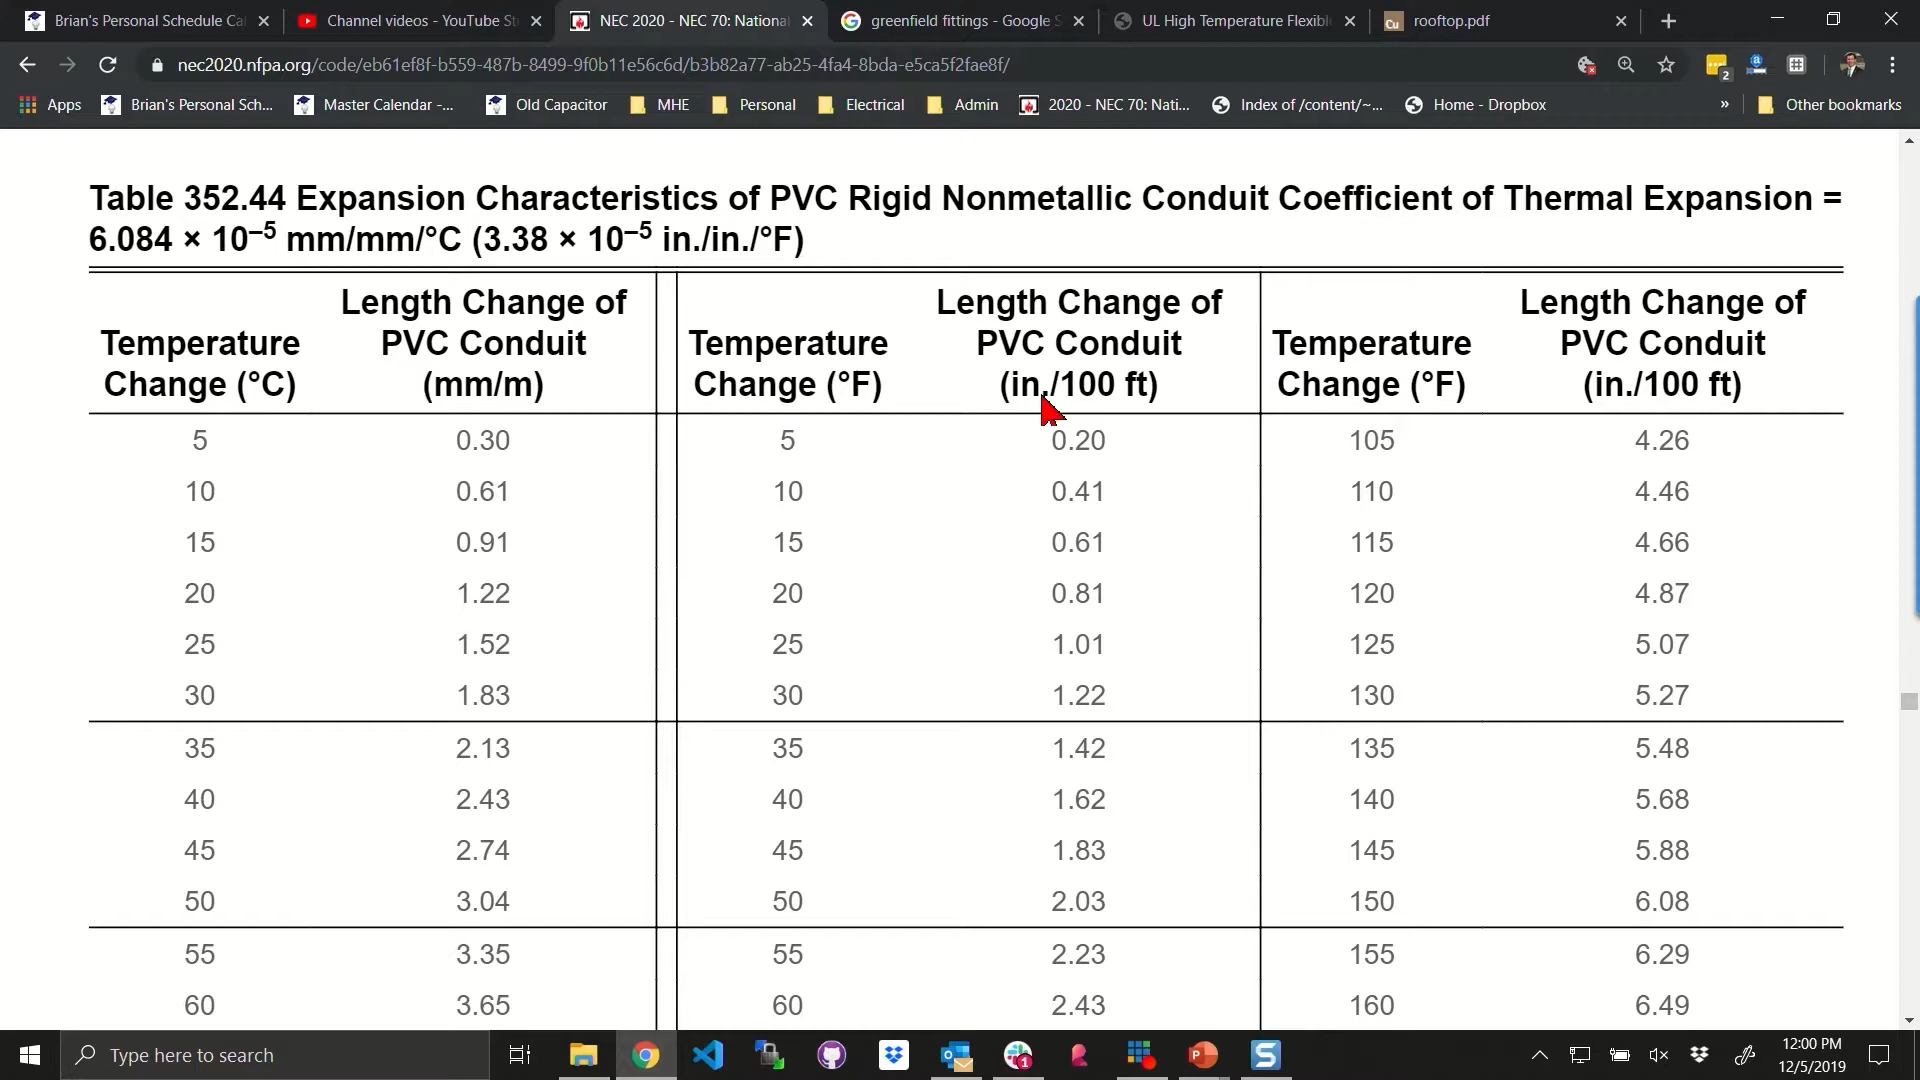 Brian's Personal Schedule Ca
Channel videos - YouTube St
NEC 2020 - NEC 70: National
greenfield fittings - Google S
UL High Temperature Flexibl
Cu rooftop.pdf
nec2020.nfpa.org/code/eb61ef8f-b559-487b-8499-9f0b11e56c6d/b3b82a77-ab25-4fa4-8bda-e5ca5f2fae8f/
2
Apps Brian's Personal Sch... Master Calendar -... Old Capacitor MHE Personal Electrical Admin 2020 - NEC 70: Nati... Index of /content/~... Home - Dropbox » Other bookmarks
Table 352.44 Expansion Characteristics of PVC Rigid Nonmetallic Conduit Coefficient of Thermal Expansion =
6.084 × 10⁻⁵ mm/mm/°C (3.38 × 10⁻⁵ in./in./°F)
Temperature Change (°C) Length Change of PVC Conduit (mm/m) Temperature Change (°F) Length Change of PVC Conduit (in./100 ft) Temperature Change (°F) Length Change of PVC Conduit (in./100 ft)
5 0.30 5 0.20 105 4.26
10 0.61 10 0.41 110 4.46
15 0.91 15 0.61 115 4.66
20 1.22 20 0.81 120 4.87
25 1.52 25 1.01 125 5.07
30 1.83 30 1.22 130 5.27
35 2.13 35 1.42 135 5.48
40 2.43 40 1.62 140 5.68
45 2.74 45 1.83 145 5.88
50 3.04 50 2.03 150 6.08
55 3.35 55 2.23 155 6.29
60 3.65 60 2.43 160 6.49
Type here to search
1
12:00 PM
12/5/2019